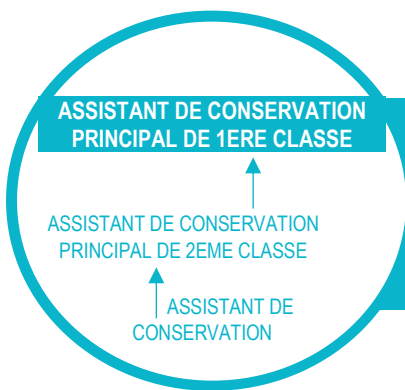 ASSISTANT DE CONSERVATION
PRINCIPAL DE 1ERE CLASSE
ASSISTANT DE CONSERVATION
PRINCIPAL DE 2EME CLASSE
ASSISTANT DE
CONSERVATION